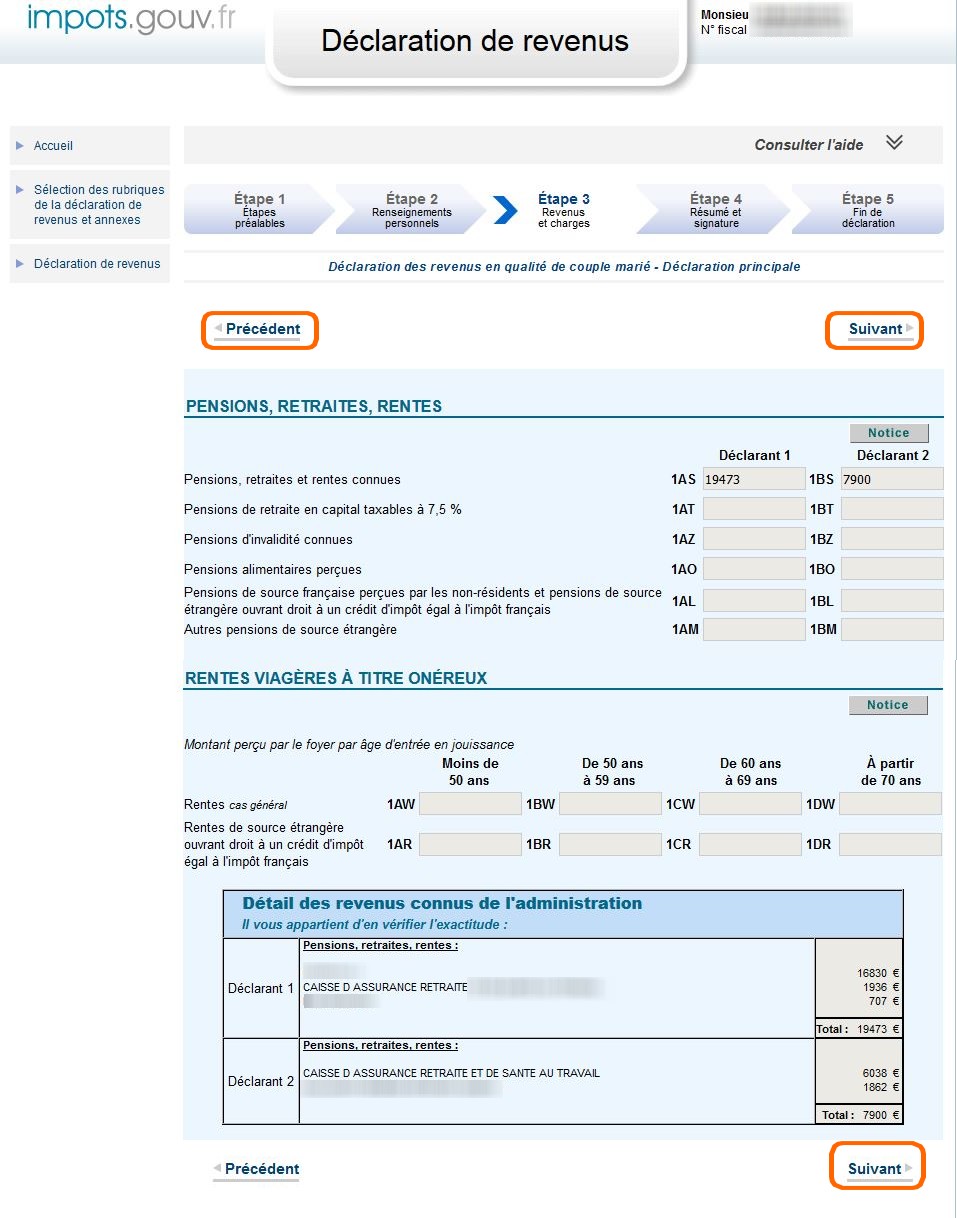 impots.gouv.fr
Déclaration de revenus
Monsieu
N° fiscal
Accueil
Sélection des rubriques
de la déclaration de
revenus et annexes
Déclaration de revenus
Consulter l'aide
Étape 1
Étapes
préalables
Étape 2
Renseignements
personnels
Étape 3
Revenus
et charges
Étape 4
Résumé et
signature
Étape 5
Fin de
déclaration
Déclaration des revenus en qualité de couple marié - Déclaration principale
Précédent Suivant
PENSIONS, RETRAITES, RENTES
Notice
Déclarant 1 Déclarant 2
Pensions, retraites et rentes connues 1AS 19473 1BS 7900
Pensions de retraite en capital taxables à 7,5 % 1AT 1BT
Pensions d'invalidité connues 1AZ 1BZ
Pensions alimentaires perçues 1AO 1BO
Pensions de source française perçues par les non-résidents et pensions de source
étrangère ouvrant droit à un crédit d'impôt égal à l'impôt français 1AL 1BL
Autres pensions de source étrangère 1AM 1BM
RENTES VIAGÈRES À TITRE ONÉREUX
Notice
Montant perçu par le foyer par âge d'entrée en jouissance
Moins de De 50 ans De 60 ans À partir
50 ans à 59 ans à 69 ans de 70 ans
Rentes cas général 1AW 1BW 1CW 1DW
Rentes de source étrangère
ouvrant droit à un crédit d'impôt 1AR 1BR 1CR 1DR
égal à l'impôt français
Détail des revenus connus de l'administration
Il vous appartient d'en vérifier l'exactitude :
Pensions, retraites, rentes :
16830 €
Déclarant 1 CAISSE D ASSURANCE RETRAITE 1936 €
707 €
Total : 19473 €
Pensions, retraites, rentes :
CAISSE D ASSURANCE RETRAITE ET DE SANTE AU TRAVAIL 6038 €
Déclarant 2 1862 €
Total : 7900 €
Précédent Suivant